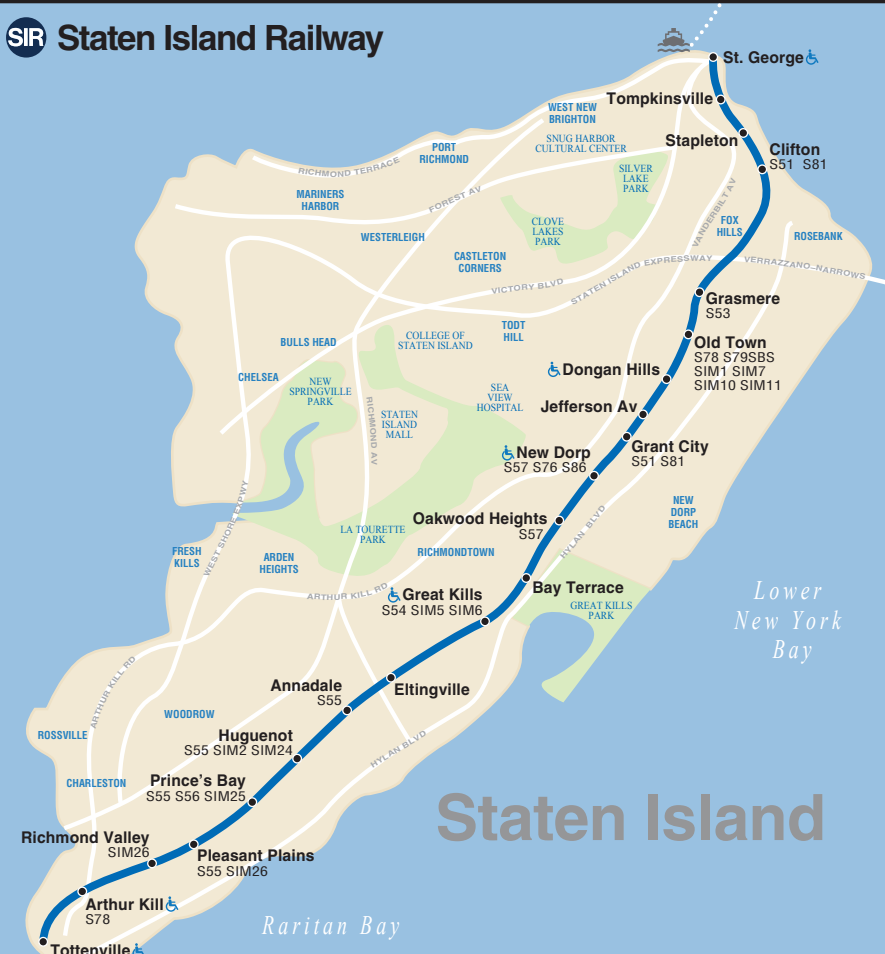 SIR Staten Island Railway
St. George
Tompkinsville
WEST NEW
BRIGHTON
SNUG HARBOR
CULTURAL CENTER
Stapleton
Clifton
S51 S81
PORT
RICHMOND
RICHMOND TERRACE
SILVER
LAKE
PARK
MARINERS
HARBOR
FOREST AV
VANDERBILT AV
FOX
HILLS
ROSEBANK
CLOVE
LAKES
PARK
WESTERLEIGH
CASTLETON
CORNERS
VICTORY BLVD
STATEN ISLAND EXPRESSWAY
VERRAZZANO-NARROWS
Grasmere
S53
TODT
HILL
COLLEGE OF
STATEN ISLAND
BULLS HEAD
Old Town
S78 S79SBS
SIM1 SIM7
SIM10 SIM11
Dongan Hills
CHELSEA
NEW
SPRINGVILLE
PARK
SEA
VIEW
HOSPITAL
Jefferson Av
RICHMOND AV
STATEN
ISLAND
MALL
Grant City
S51 S81
New Dorp
S57 S76 S86
NEW
DORP
BEACH
WEST SHORE EXPWY
Oakwood Heights
S57
HYLAN BLVD
LA TOURETTE
PARK
RICHMONDTOWN
FRESH
KILLS
ARDEN
HEIGHTS
Bay Terrace
ARTHUR KILL RD
Great Kills
S54 SIM5 SIM6
GREAT KILLS
PARK
Lower
New York
Bay
ARTHUR KILL RD
Annadale
S55
Eltingville
WOODROW
ROSSVILLE
Huguenot
S55 SIM2 SIM24
HYLAN BLVD
CHARLESTON
Prince's Bay
S55 S56 SIM25
Staten Island
Richmond Valley
SIM26
Pleasant Plains
S55 SIM26
Arthur Kill
S78
Raritan Bay
Tottenville